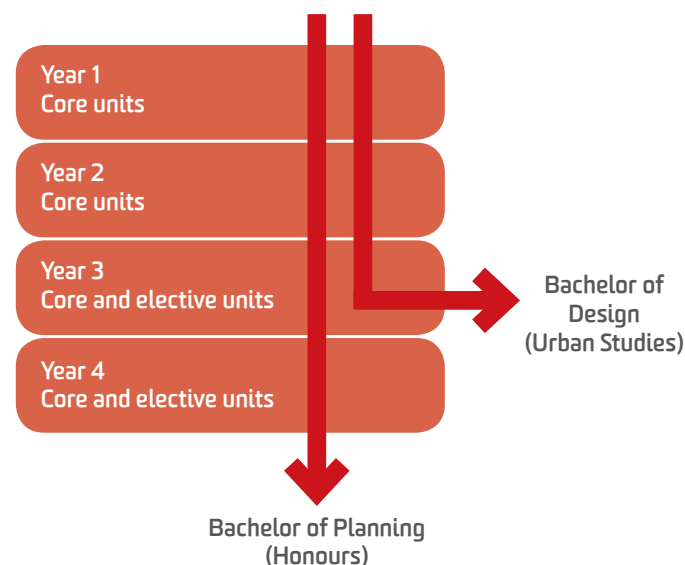 Year 1
Core units
Year 2
Core units
Year 3
Core and elective units
Year 4
Core and elective units
Bachelor of
Design
(Urban Studies)
Bachelor of Planning
(Honours)